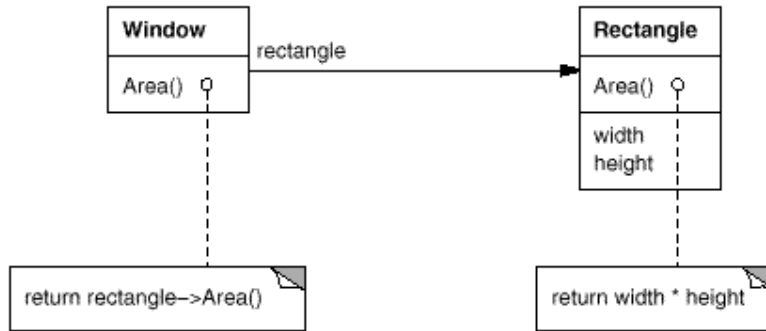 Window
Area()
rectangle
Rectangle
Area()
width
height
return rectangle–>Area()
return width * height